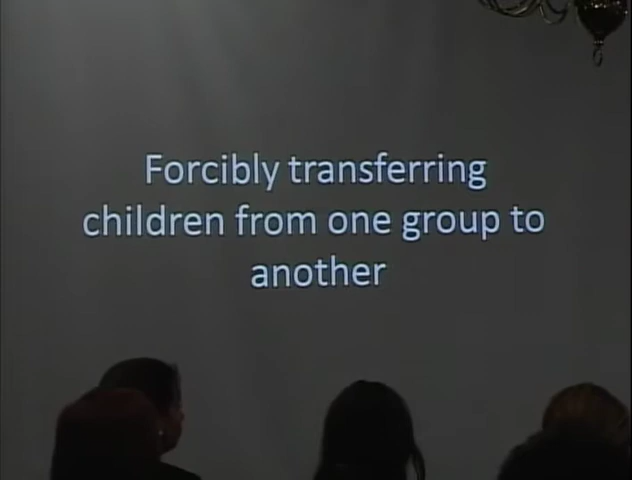 Forcibly transferring
children from one group to
another